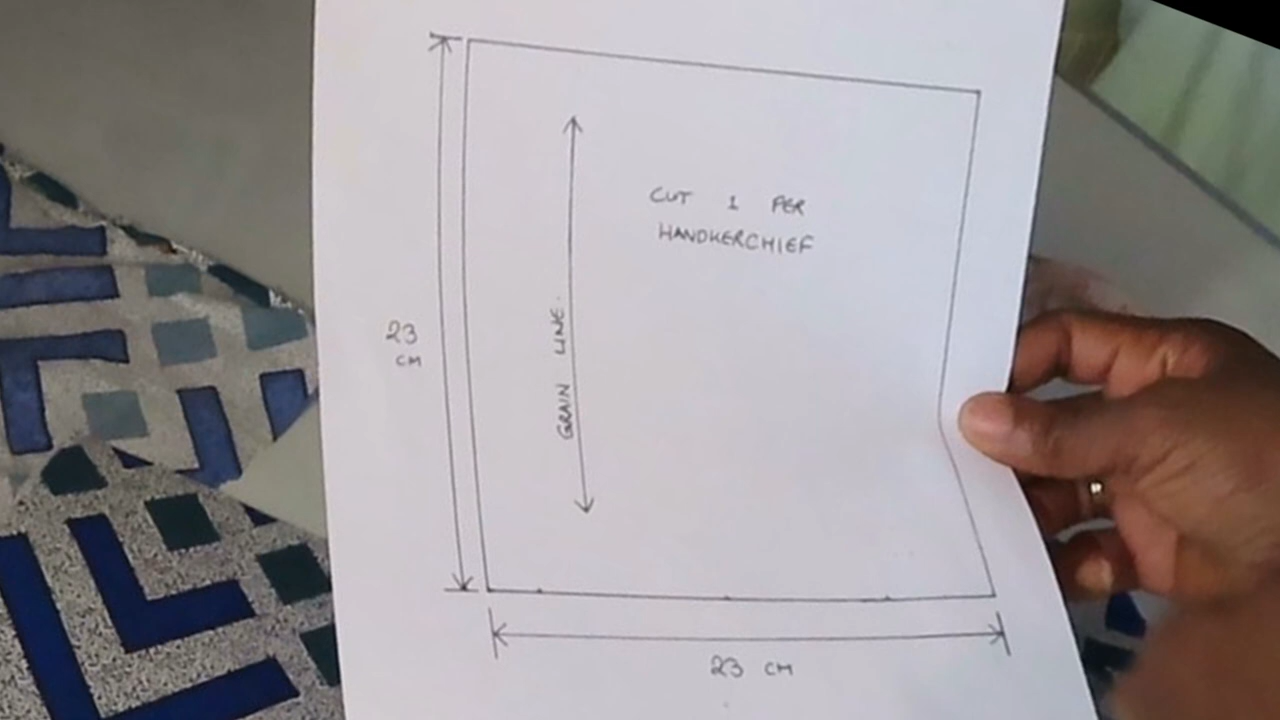 CUT 1 PER
HANDKERCHIEF
GRAIN LINE.
23
CM
23 CM